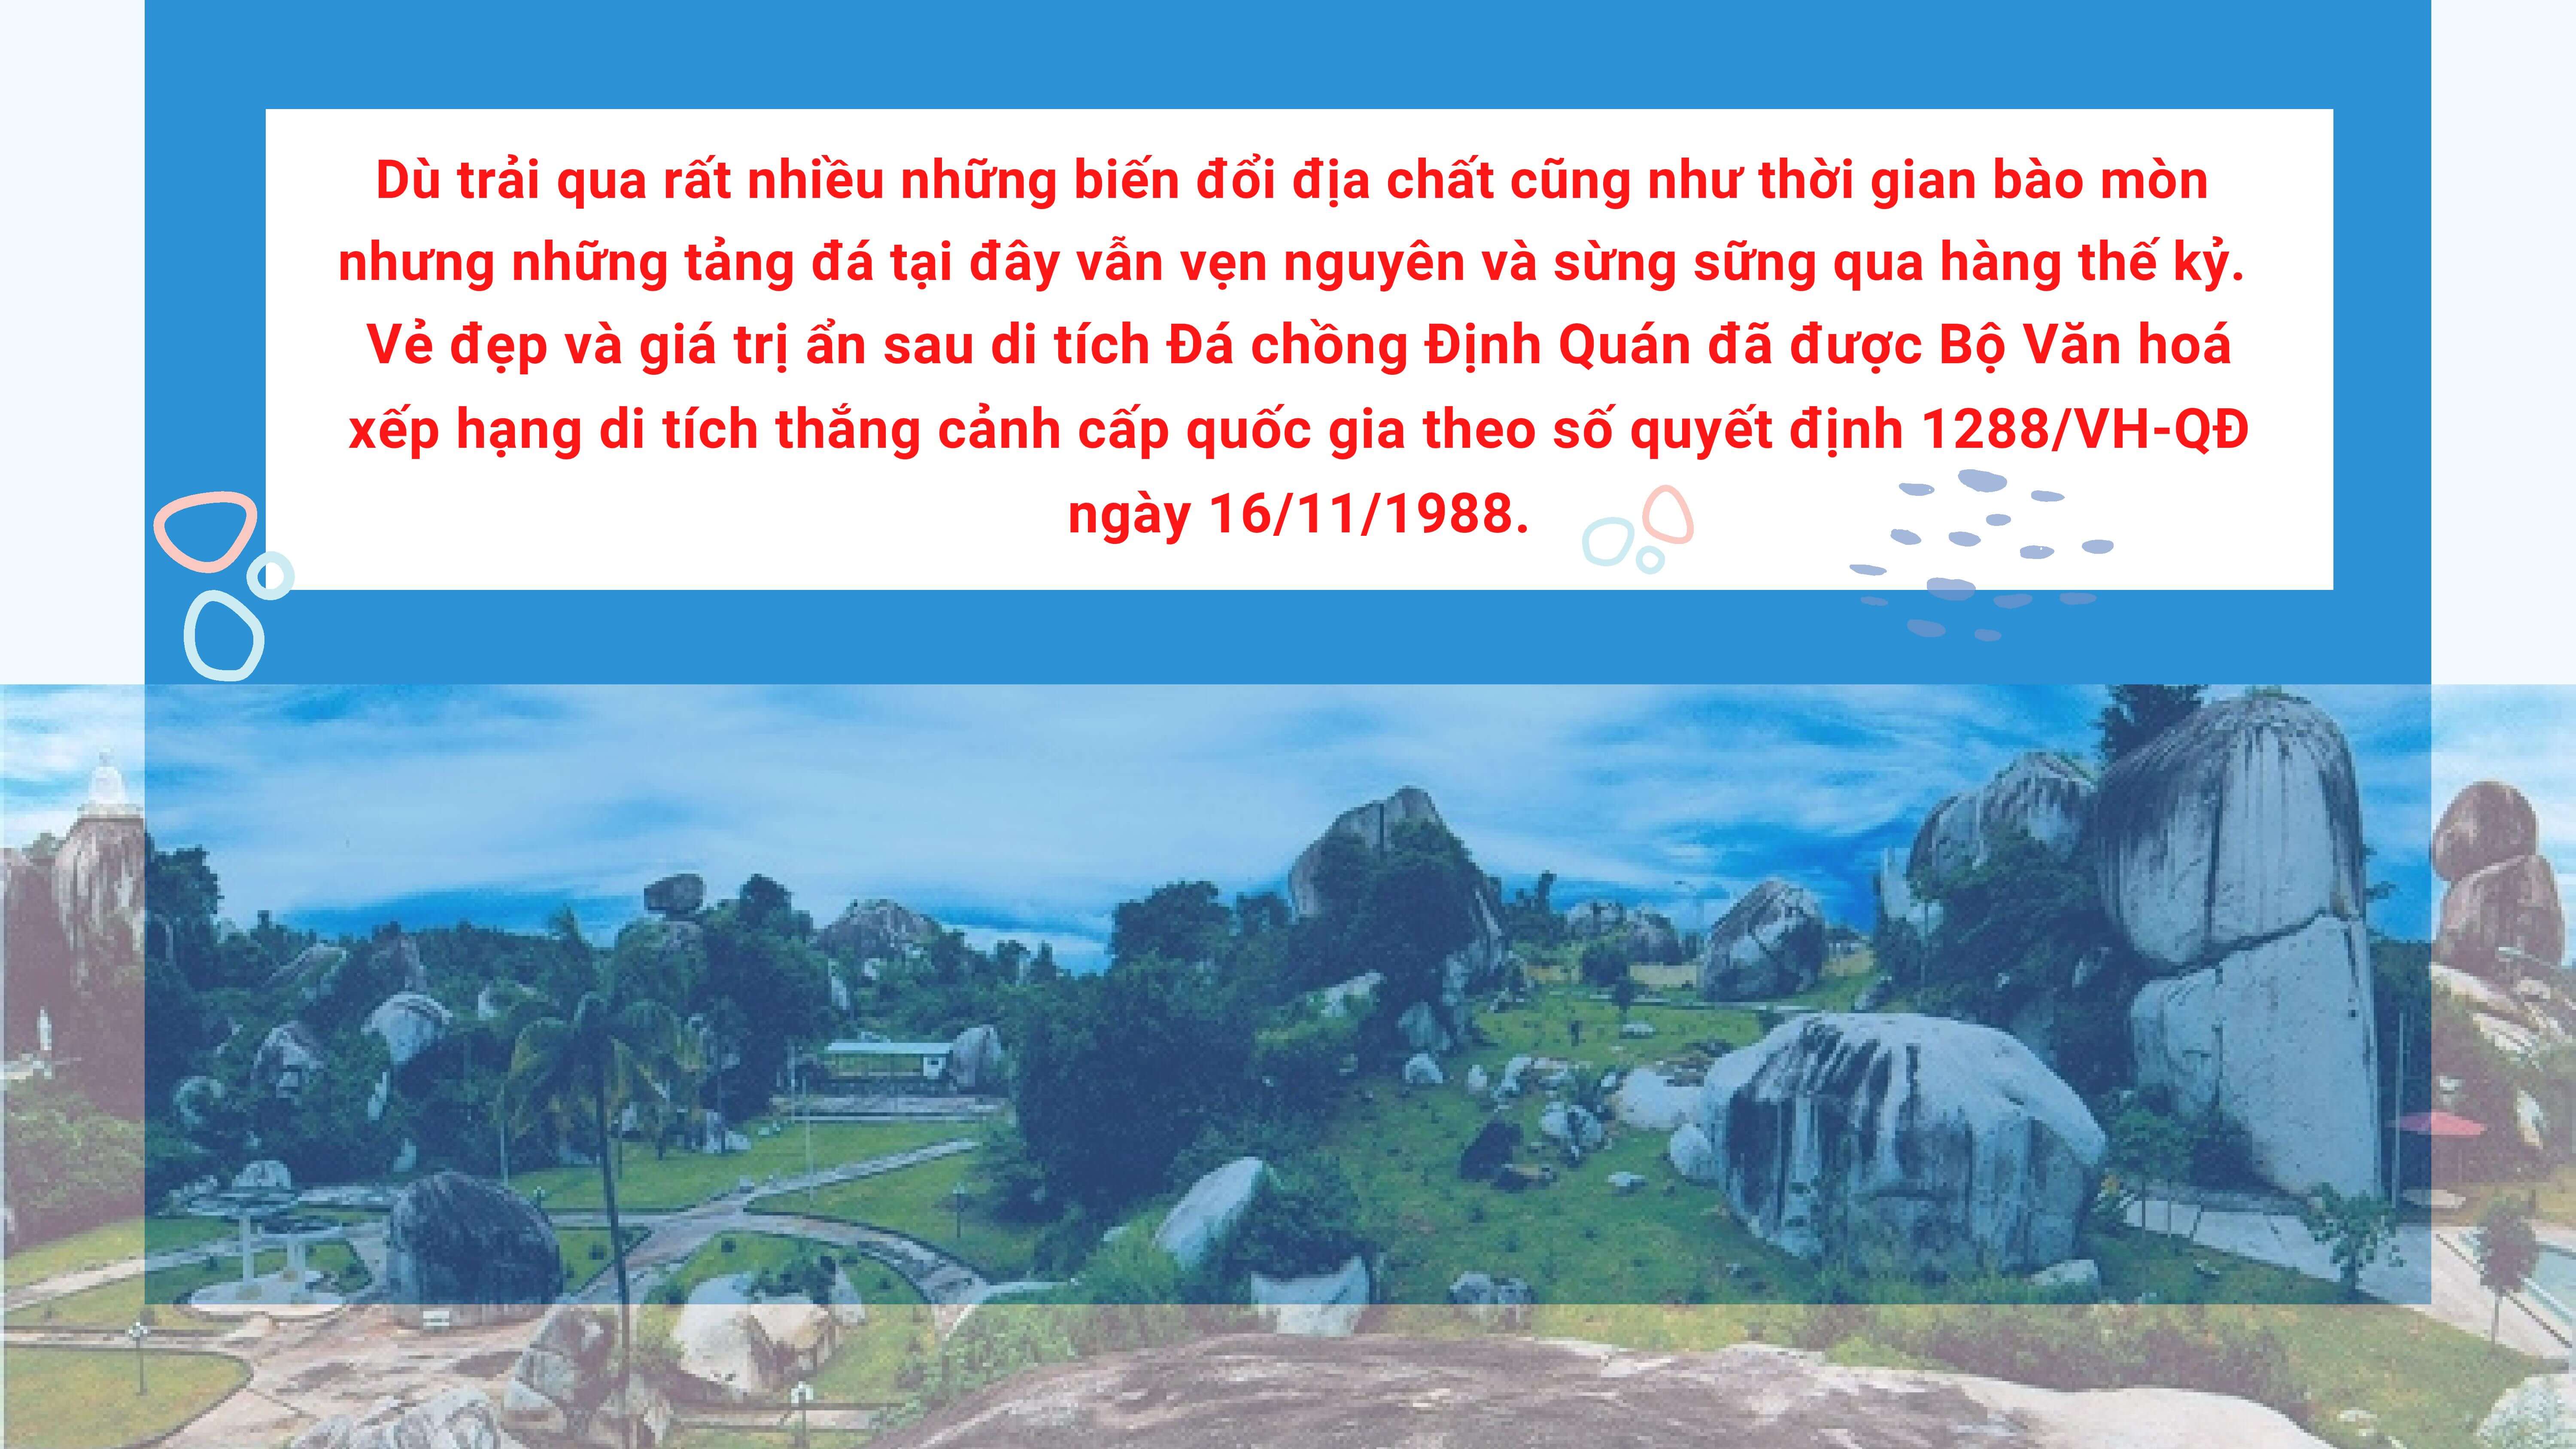 Dù trải qua rất nhiều những biến đổi địa chất cũng như thời gian bào mòn
nhưng những tảng đá tại đây vẫn vẹn nguyên và sừng sững qua hàng thế kỷ.
Vẻ đẹp và giá trị ẩn sau di tích Đá chồng Định Quán đã được Bộ Văn hoá
xếp hạng di tích thắng cảnh cấp quốc gia theo số quyết định 1288/VH-QĐ
ngày 16/11/1988.